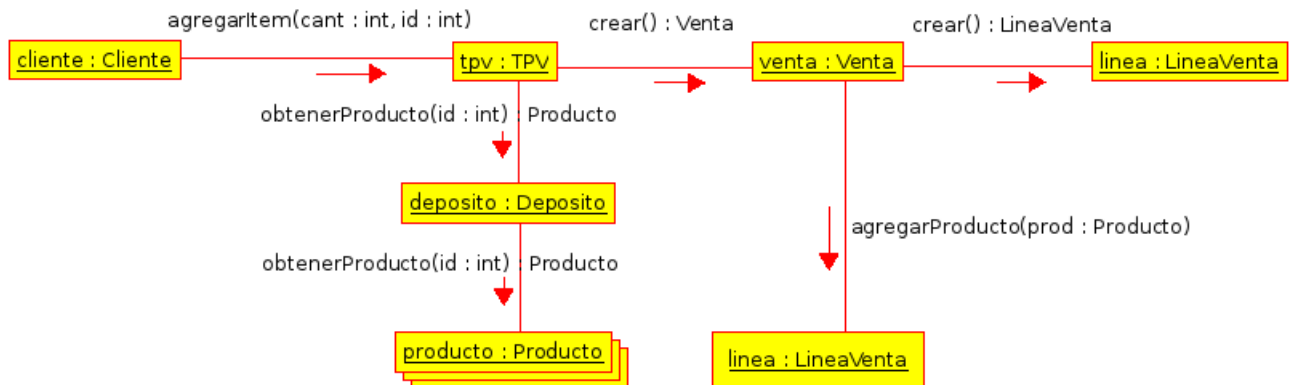 agregarItem(cant : int, id : int)
crear() : Venta
crear() : LineaVenta
cliente : Cliente
tpv : TPV
venta : Venta
linea : LineaVenta
obtenerProducto(id : int) : Producto
deposito : Deposito
agregarProducto(prod : Producto)
obtenerProducto(id : int) : Producto
producto : Producto
linea : LineaVenta